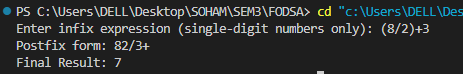 PS C:\Users\DELL\Desktop\SOHAM\SEM3\FODSA> cd "c:\Users\DELL\Des
Enter infix expression (single-digit numbers only): (8/2)+3
Postfix form: 82/3+
Final Result: 7